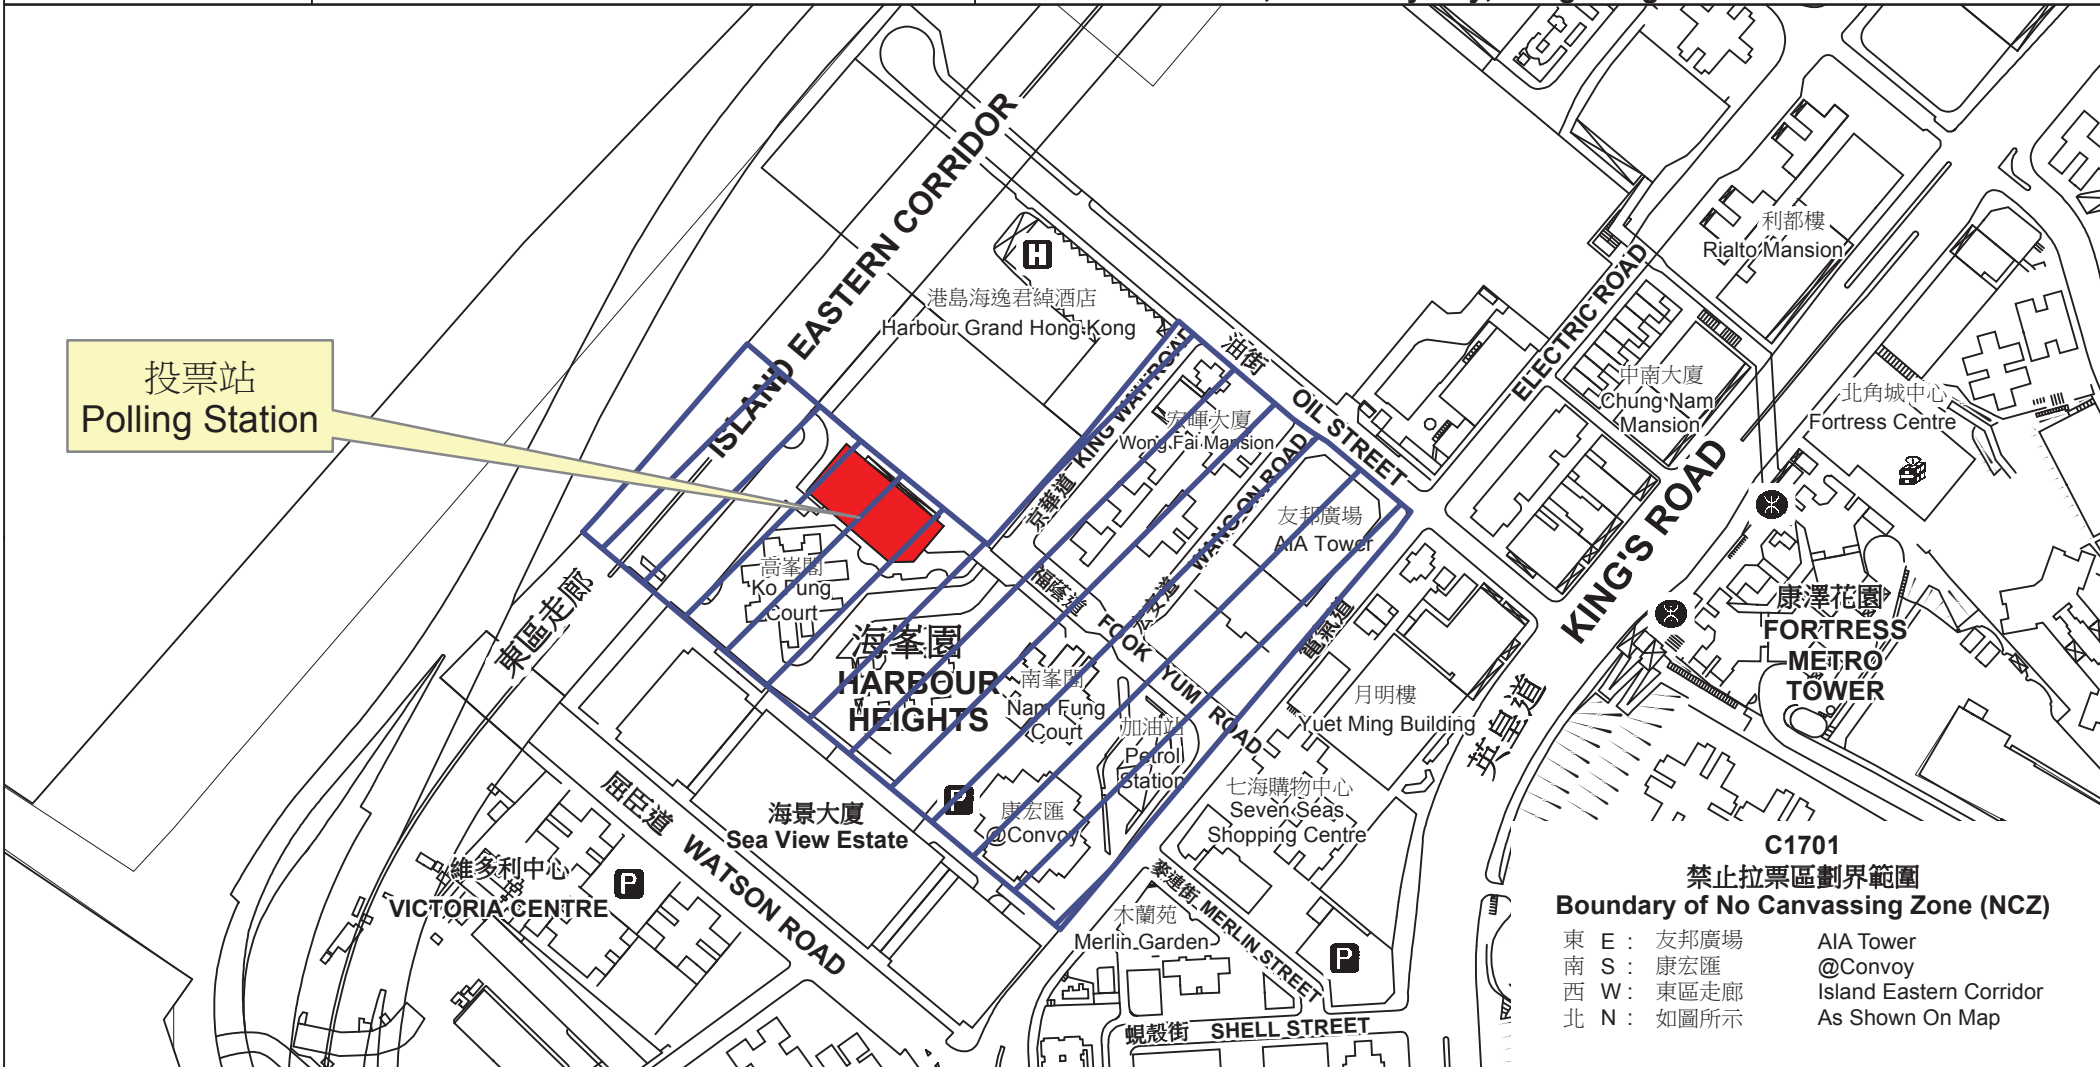 ISLAND EASTERN CORRIDOR
港島海逸君綽酒店
Harbour Grand Hong Kong
利都樓
Rialto Mansion
投票站
Polling Station
油街 OIL STREET
ELECTRIC ROAD
中南大廈
Chung Nam
Mansion
北角城中心
Fortress Centre
宏暉大廈
Wong Fai Mansion
京華道 KING WAH ROAD
宏安道 WANG ON ROAD
友邦廣場
AIA Tower
KING'S ROAD
高峯閣
Ko Fung
Court
東區走廊
福蔭道 FOOK YUM ROAD
電氣道
康澤花園
FORTRESS
METRO
TOWER
海峯園
HARBOUR
HEIGHTS
南峯閣
Nam Fung
Court
加油站
Petrol
Station
月明樓
Yuet Ming Building
英皇道
七海購物中心
Seven Seas
Shopping Centre
屈臣道 WATSON ROAD
海景大廈
Sea View Estate
康宏匯
@Convoy
P
維多利中心
VICTORIA CENTRE
P
麥連街 MERLIN STREET
木蘭苑
Merlin Garden
P
蜆殼街 SHELL STREET
H
C1701
禁止拉票區劃界範圍
Boundary of No Canvassing Zone (NCZ)
東 E : 友邦廣場 AIA Tower
南 S : 康宏匯 @Convoy
西 W : 東區走廊 Island Eastern Corridor
北 N : 如圖所示 As Shown On Map